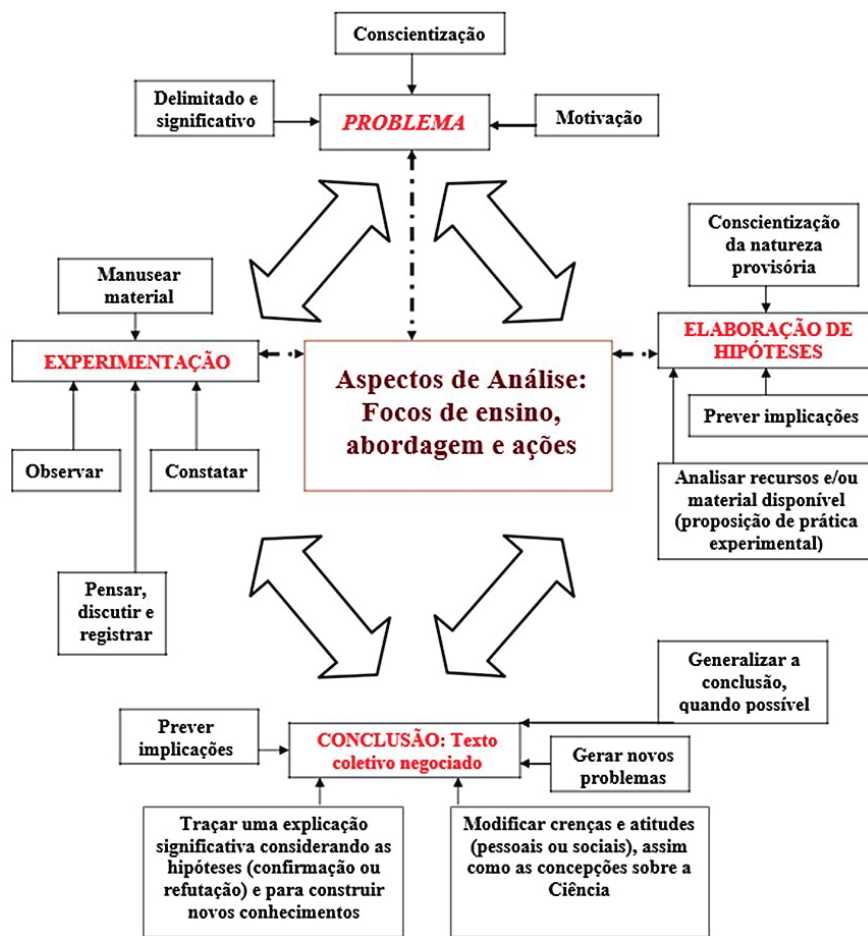 Conscientização
Delimitado e
significativo
PROBLEMA
Motivação
Conscientização
da natureza
provisória
Manusear
material
EXPERIMENTAÇÃO
ELABORAÇÃO DE
HIPÓTESES
Aspectos de Análise:
Focos de ensino,
abordagem e ações
Prever implicações
Observar
Constatar
Analisar recursos e/ou
material disponível
(proposição de prática
experimental)
Pensar,
discutir e
registrar
Generalizar a
conclusão,
quando possível
Prever
implicações
CONCLUSÃO: Texto
coletivo negociado
Gerar novos
problemas
Traçar uma explicação
significativa considerando as
hipóteses (confirmação ou
refutação) e para construir
novos conhecimentos
Modificar crenças e atitudes
(pessoais ou sociais), assim
como as concepções sobre a
Ciência